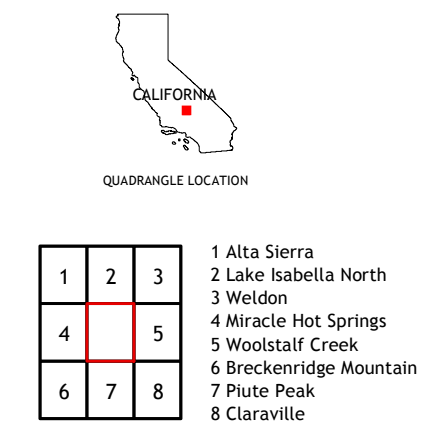 CALIFORNIA
QUADRANGLE LOCATION
1 2 3
4 5
6 7 8
1 Alta Sierra
2 Lake Isabella North
3 Weldon
4 Miracle Hot Springs
5 Woolstalf Creek
6 Breckenridge Mountain
7 Piute Peak
8 Claraville